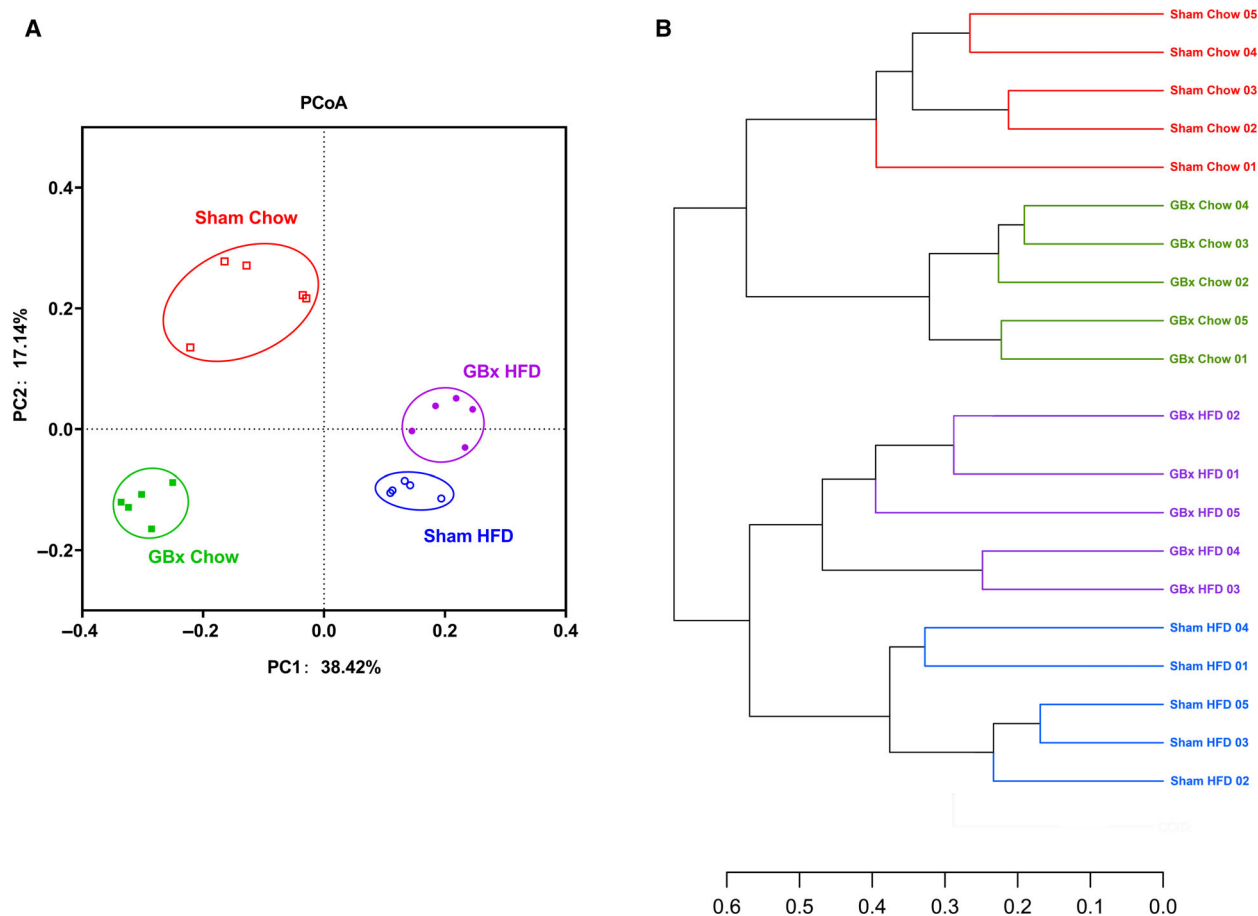 A
PCoA
0.4
0.2
0.0
−0.2
PC2: 17.14%
Sham Chow
GBx HFD
Sham HFD
GBx Chow
−0.4
−0.2
0.0
0.2
0.4
PC1: 38.42%
B
Sham Chow 05
Sham Chow 04
Sham Chow 03
Sham Chow 02
Sham Chow 01
GBx Chow 04
GBx Chow 03
GBx Chow 02
GBx Chow 05
GBx Chow 01
GBx HFD 02
GBx HFD 01
GBx HFD 05
GBx HFD 04
GBx HFD 03
Sham HFD 04
Sham HFD 01
Sham HFD 05
Sham HFD 03
Sham HFD 02
0.6
0.5
0.4
0.3
0.2
0.1
0.0